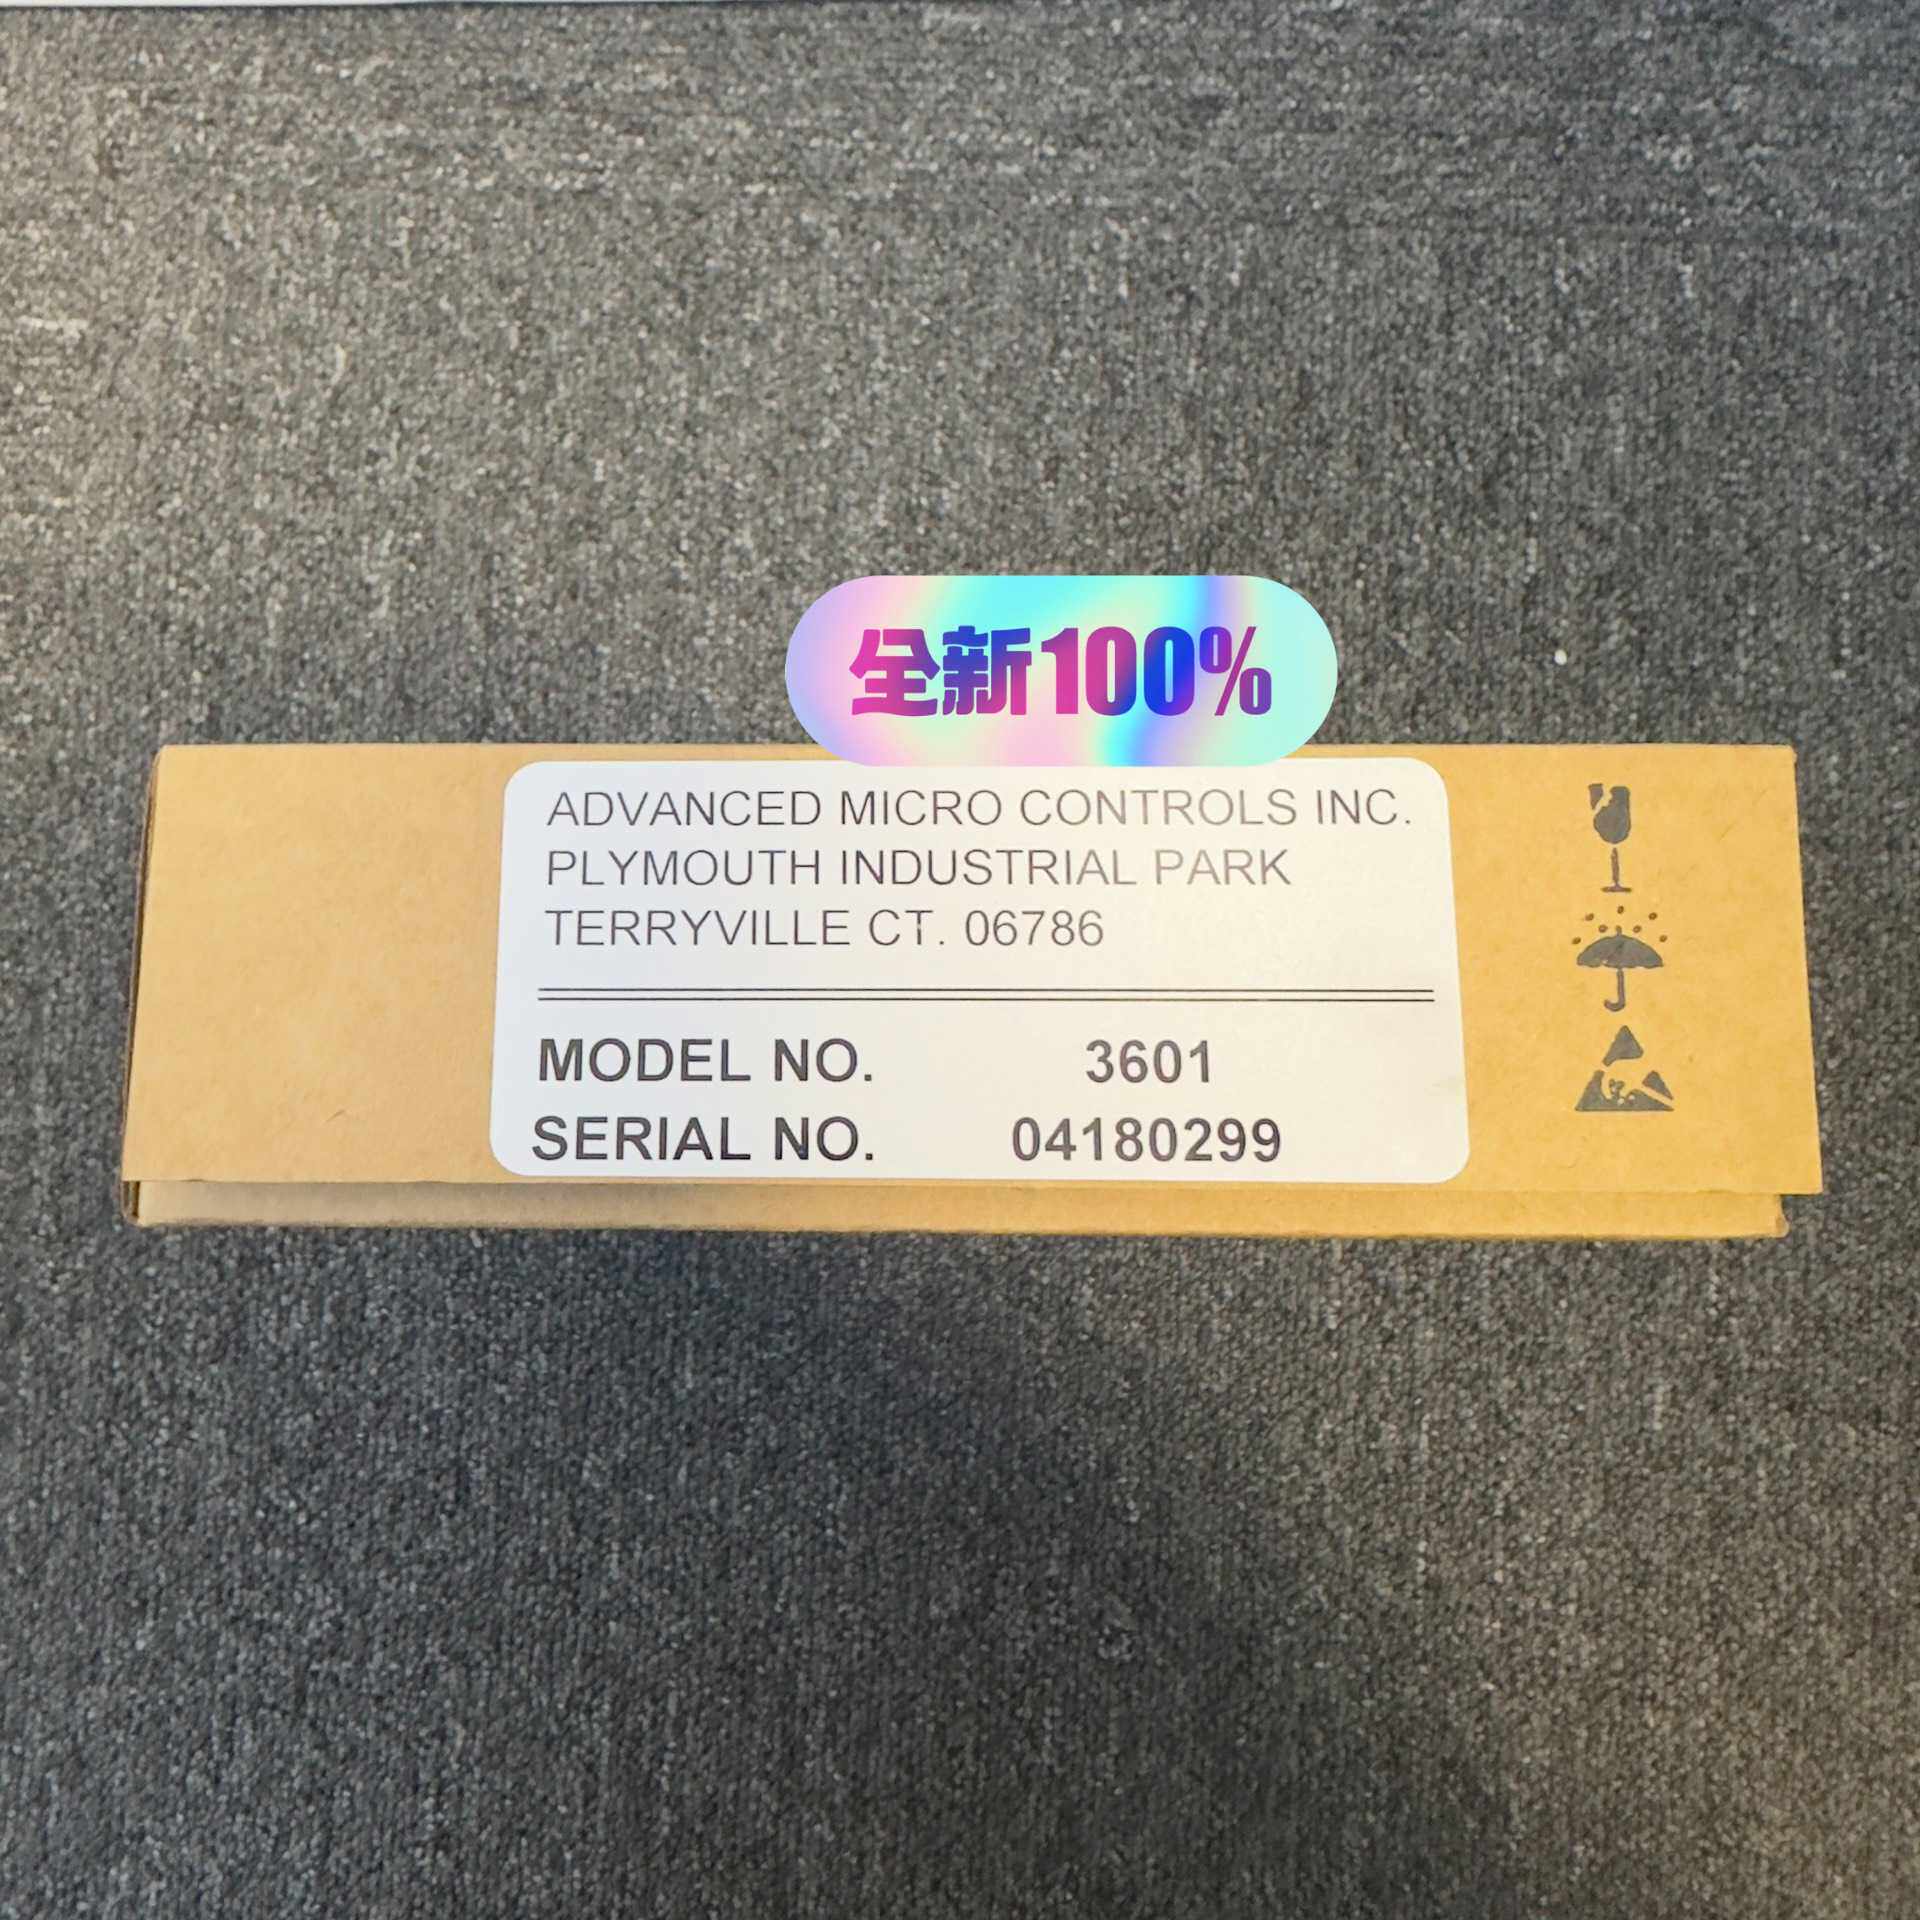 全新100%
ADVANCED MICRO CONTROLS INC.
PLYMOUTH INDUSTRIAL PARK
TERRYVILLE CT. 06786
MODEL NO. 3601
SERIAL NO. 04180299